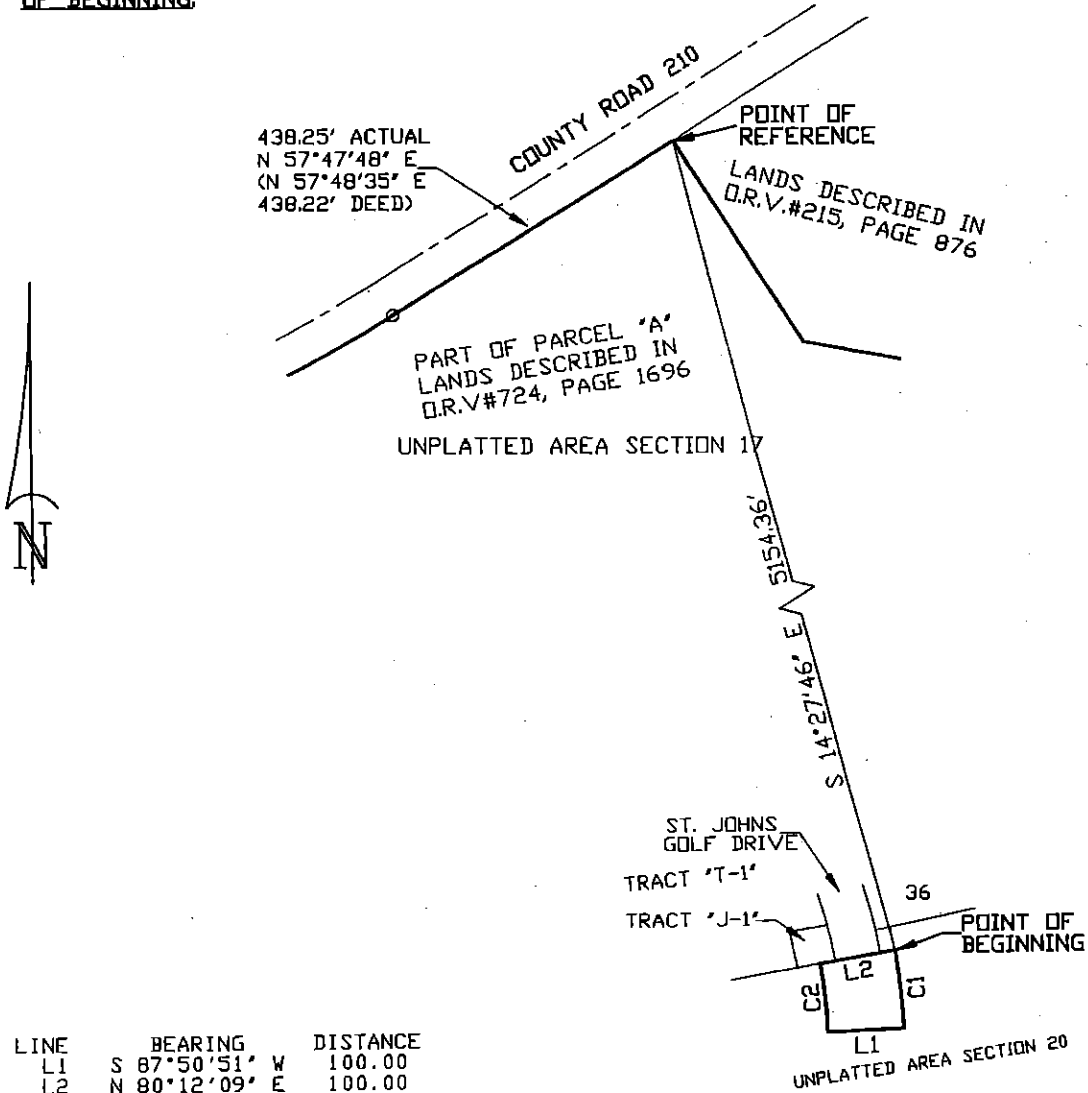 OF BEGINNING.
COUNTY ROAD 210
438.25' ACTUAL
N 57°47'48" E
(N 57°48'35" E
438.22' DEED)
POINT OF
REFERENCE
LANDS DESCRIBED IN
O.R.V.#215, PAGE 876
PART OF PARCEL "A"
LANDS DESCRIBED IN
O.R.V#724, PAGE 1696
UNPLATTED AREA SECTION 17
N
S 14°27'46" E 5154.36'
ST. JOHNS
GOLF DRIVE
TRACT "T-1"
TRACT "J-1"
36
POINT OF
BEGINNING
L2
C2
C1
L1
UNPLATTED AREA SECTION 20
LINE BEARING DISTANCE
L1 S 87°50'51" W 100.00
L2 N 80°12'09" E 100.00